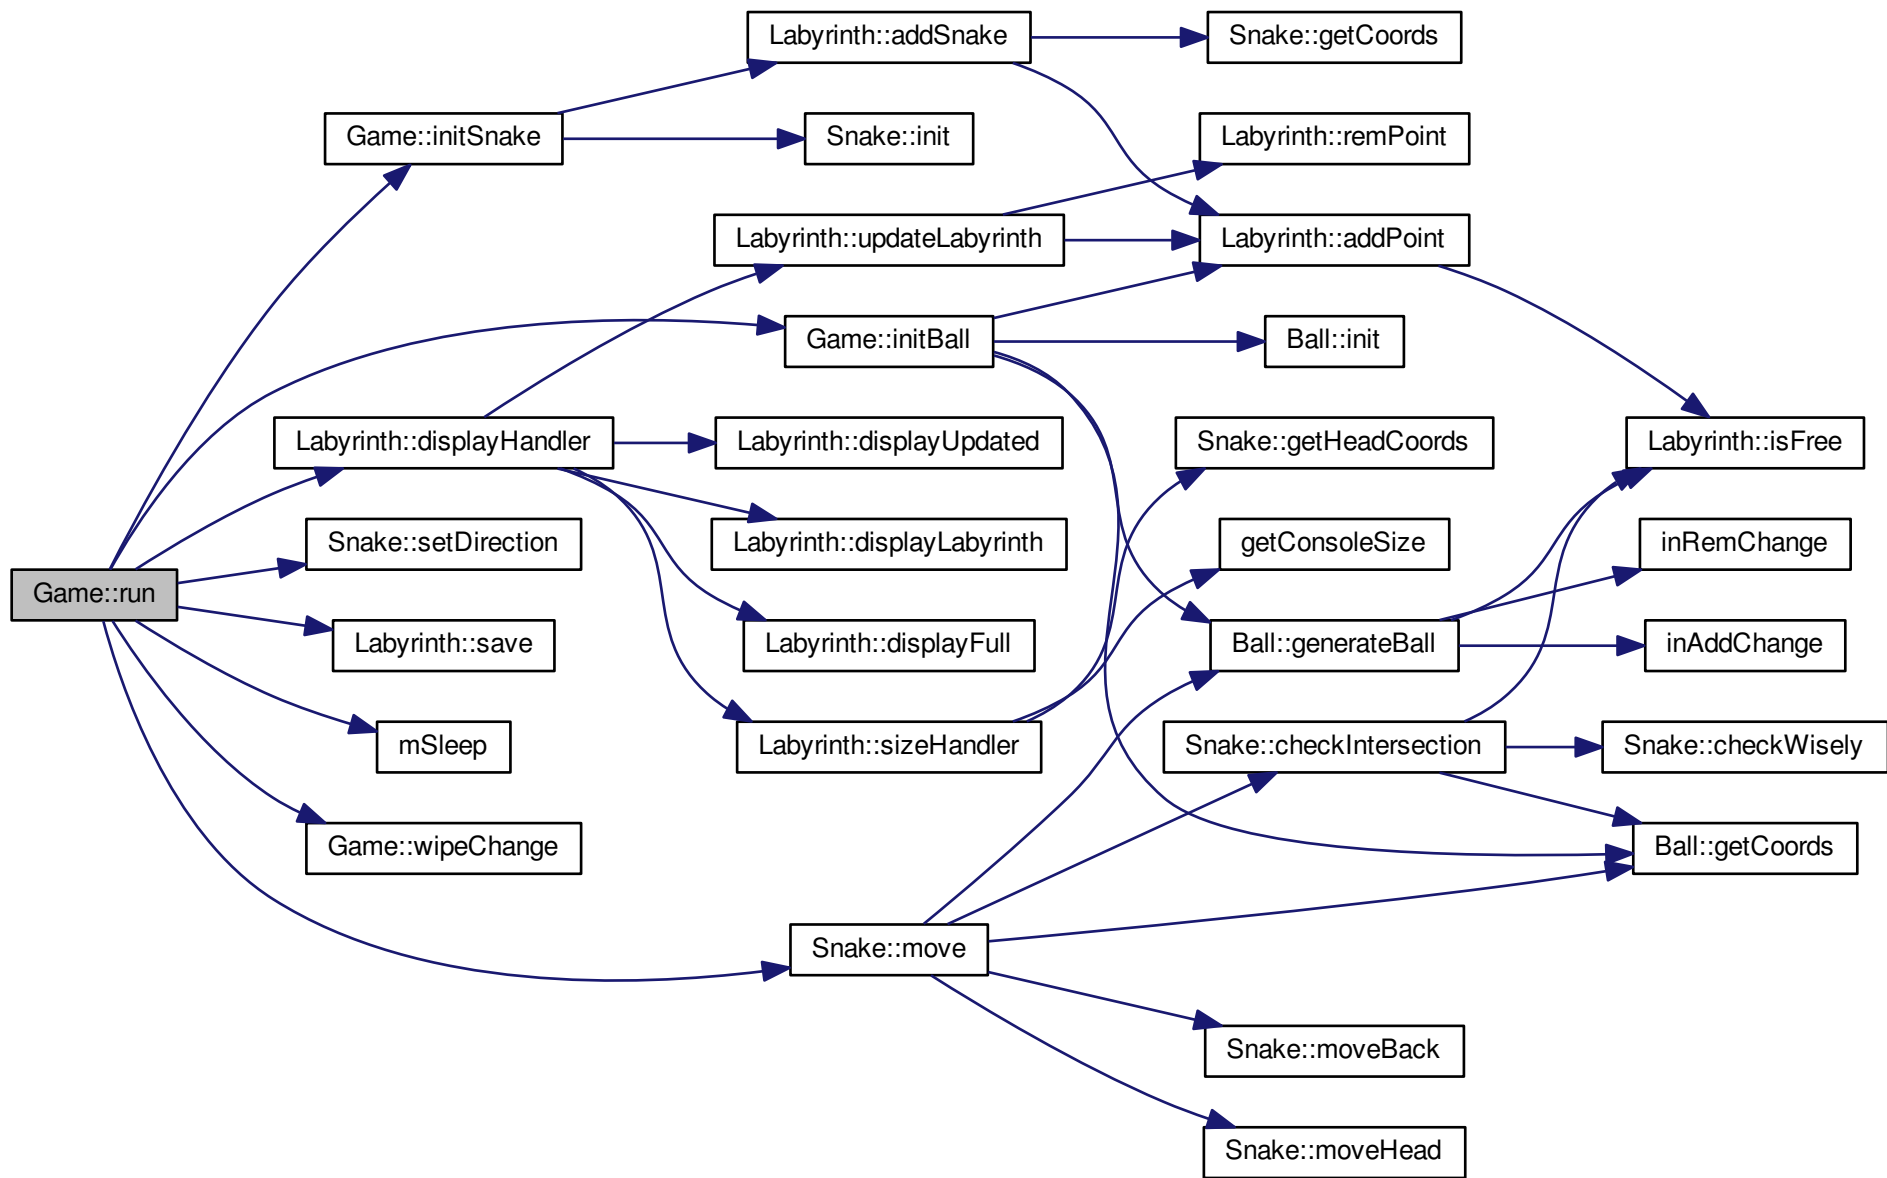 Labyrinth::addSnake
Snake::getCoords
Game::initSnake
Snake::init
Labyrinth::remPoint
Labyrinth::updateLabyrinth
Labyrinth::addPoint
Game::initBall
Ball::init
Labyrinth::displayHandler
Labyrinth::displayUpdated
Snake::getHeadCoords
Labyrinth::isFree
Snake::setDirection
Labyrinth::displayLabyrinth
getConsoleSize
inRemChange
Game::run
Labyrinth::save
Labyrinth::displayFull
Ball::generateBall
inAddChange
mSleep
Labyrinth::sizeHandler
Snake::checkIntersection
Snake::checkWisely
Game::wipeChange
Ball::getCoords
Snake::move
Snake::moveBack
Snake::moveHead